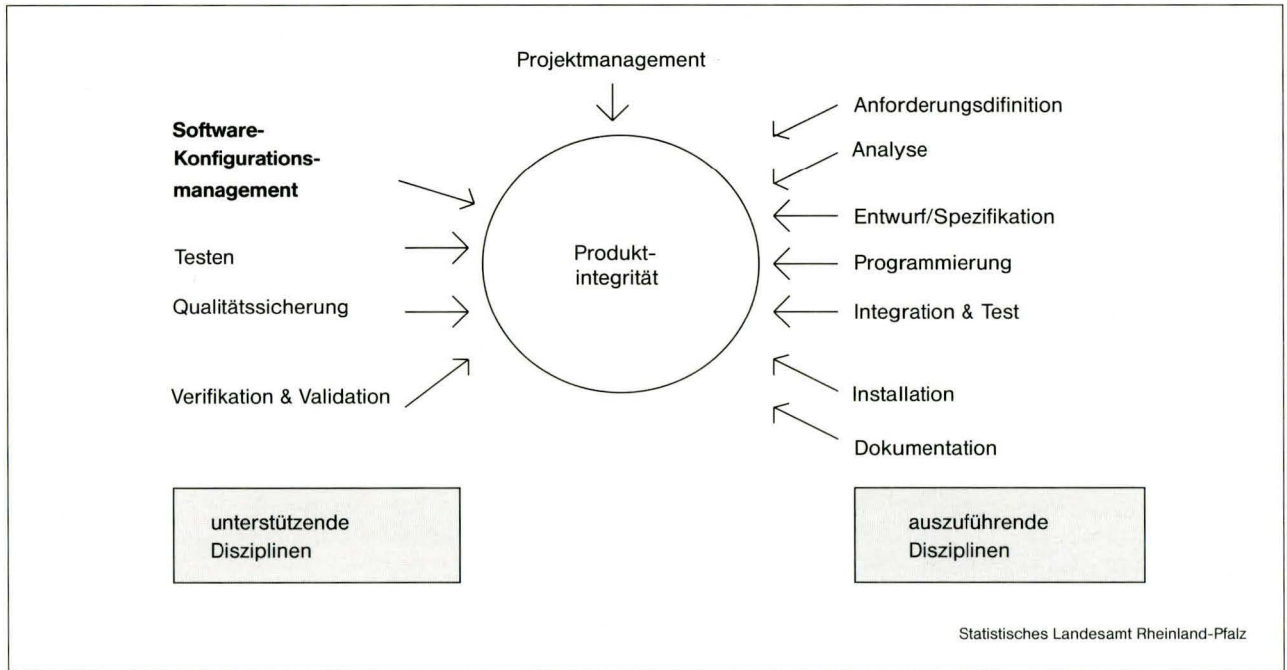 Projektmanagement
Software-
Konfigurations-
management
Testen
Qualitätssicherung
Verifikation & Validation
Produkt-
integrität
Anforderungsdifinition
Analyse
Entwurf/Spezifikation
Programmierung
Integration & Test
Installation
Dokumentation
unterstützende
Disziplinen
auszuführende
Disziplinen
Statistisches Landesamt Rheinland-Pfalz